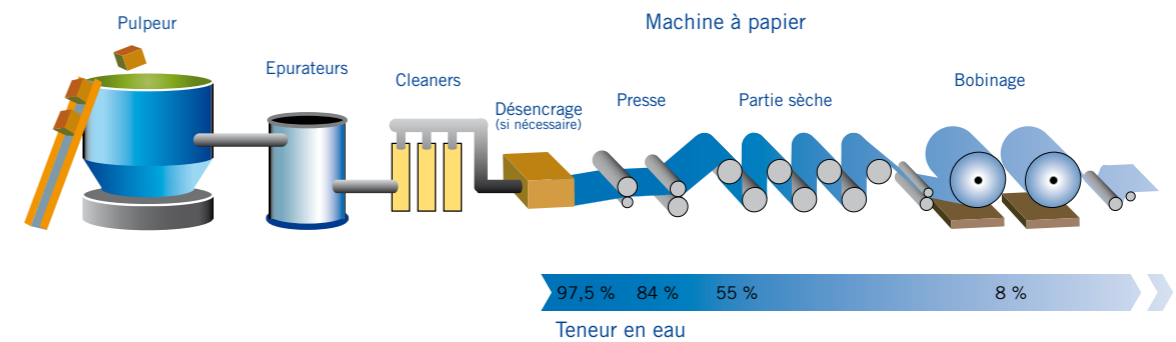 Machine à papier
Pulpeur
Epurateurs
Cleaners
Désencrage
(si nécessaire)
Presse
Partie sèche
Bobinage
97,5 %
84 %
55 %
8 %
Teneur en eau